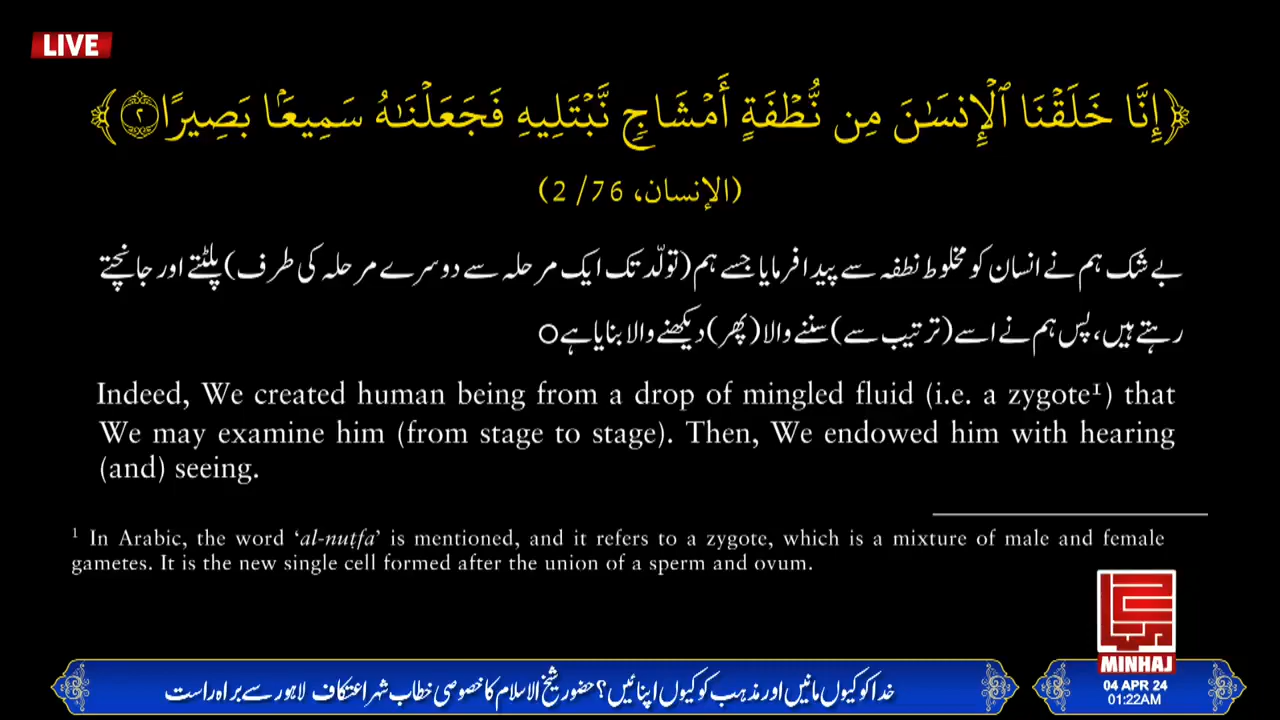 LIVE
﴿إِنَّا خَلَقْنَا ٱلْإِنسَـٰنَ مِن نُّطْفَةٍ أَمْشَاجٍ نَّبْتَلِيهِ فَجَعَلْنَـٰهُ سَمِيعًۢا بَصِيرًا ٢﴾
(الإنسان، 76/ 2)
بے شک ہم نے انسان کو مخلوط نطفہ سے پیدا فرمایا جسے ہم (تولّد تک ایک مرحلہ سے دوسرے مرحلہ کی طرف) پلٹتے اور جانچتے
رہتے ہیں، پس ہم نے اسے (ترتیب سے) سننے والا (پھر) دیکھنے والا بنایا ہے o
Indeed, We created human being from a drop of mingled fluid (i.e. a zygote¹) that
We may examine him (from stage to stage). Then, We endowed him with hearing
(and) seeing.
¹ In Arabic, the word ‘al-nuṭfa’ is mentioned, and it refers to a zygote, which is a mixture of male and female
gametes. It is the new single cell formed after the union of a sperm and ovum.
MINHAJ
خدا کو کیوں مانیں اور مذہب کو کیوں اپنائیں؟ حضور شیخ الاسلام کا خصوصی خطاب شہر اعتکاف لاہور سے براہ راست
04 APR 24
01:22AM